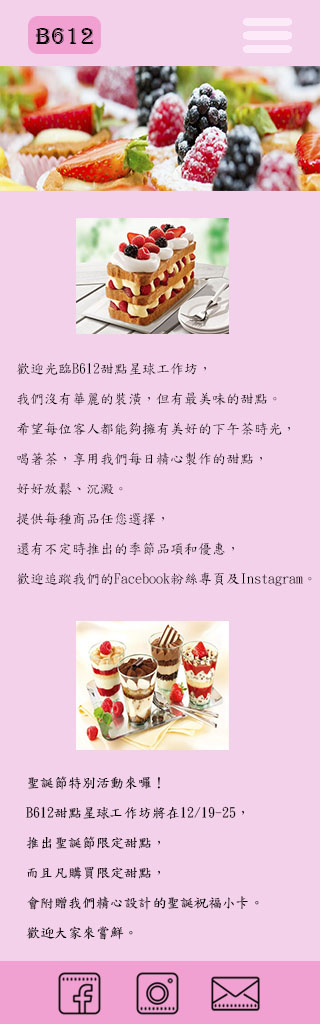 B612
歡迎光臨B612甜點星球工作坊，
我們沒有華麗的裝潢，但有最美味的甜點。
希望每位客人都能夠擁有美好的下午茶時光，
喝著茶，享用我們每日精心製作的甜點，
好好放鬆、沉澱。
提供每種商品任您選擇，
還有不定時推出的季節品項和優惠，
歡迎追蹤我們的Facebook粉絲專頁及Instagram。
聖誕節特別活動來囉！
B612甜點星球工作坊將在12/19-25，
推出聖誕節限定甜點，
而且凡購買限定甜點，
會附贈我們精心設計的聖誕祝福小卡。
歡迎大家來嘗鮮。